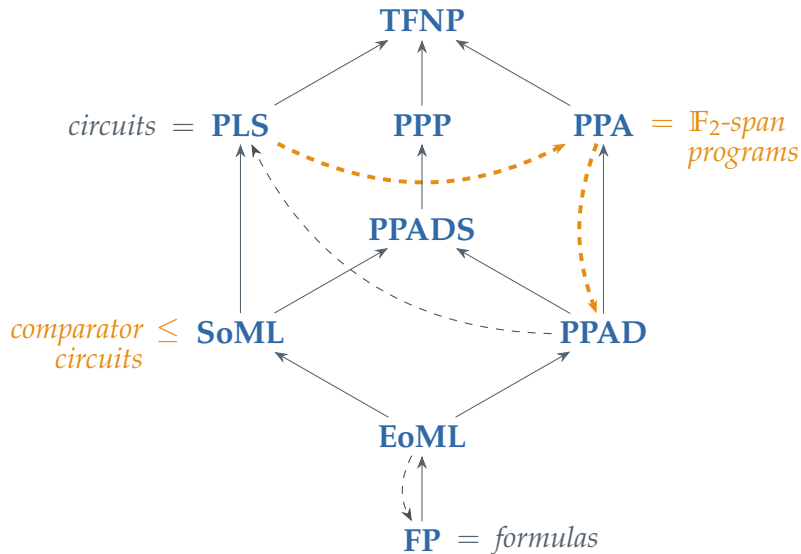 TFNP
circuits = PLS
PPP
PPA = 𝔽₂-span
programs
PPADS
comparator ≤ SoML
circuits
PPAD
EoML
FP = formulas